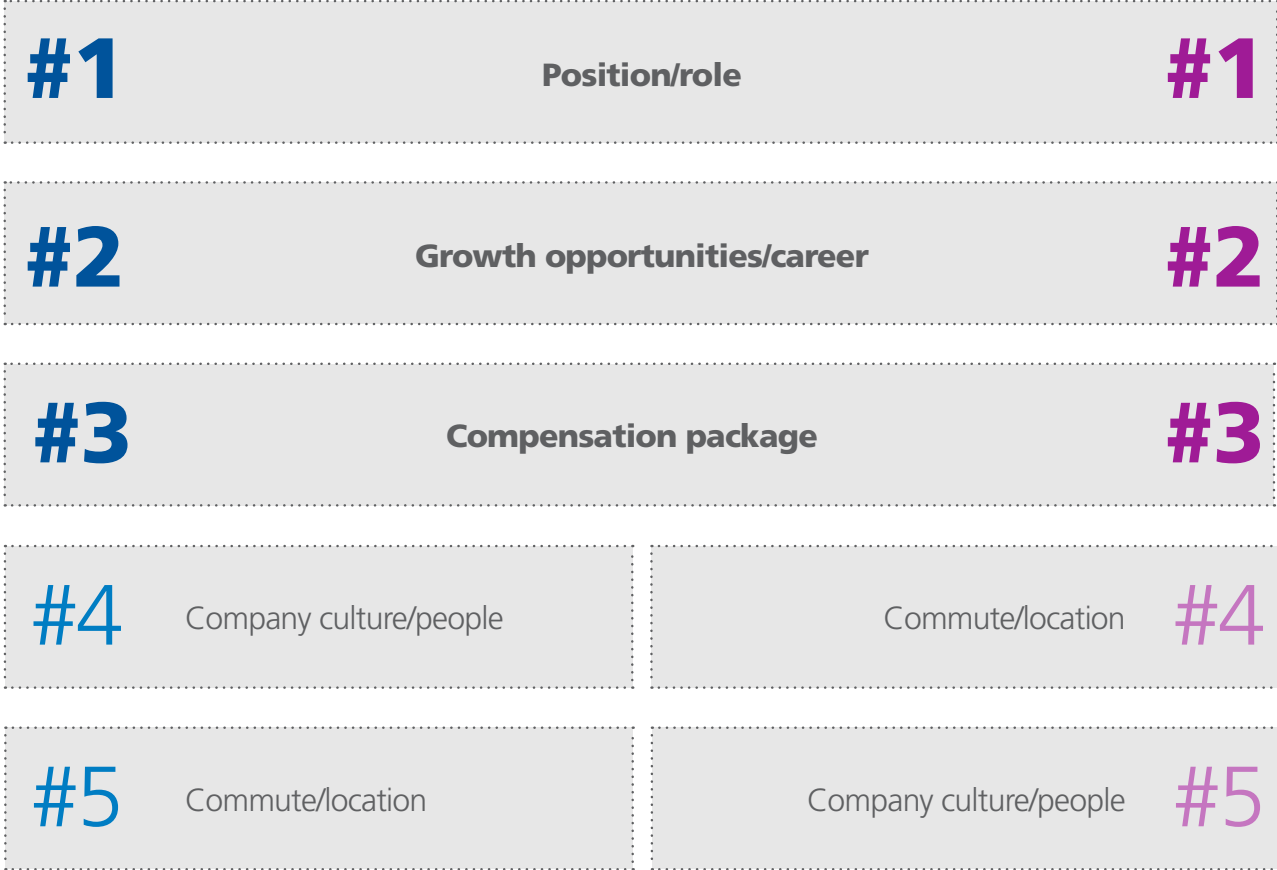 #1 Position/role #1
#2 Growth opportunities/career #2
#3 Compensation package #3
#4 Company culture/people Commute/location #4
#5 Commute/location Company culture/people #5